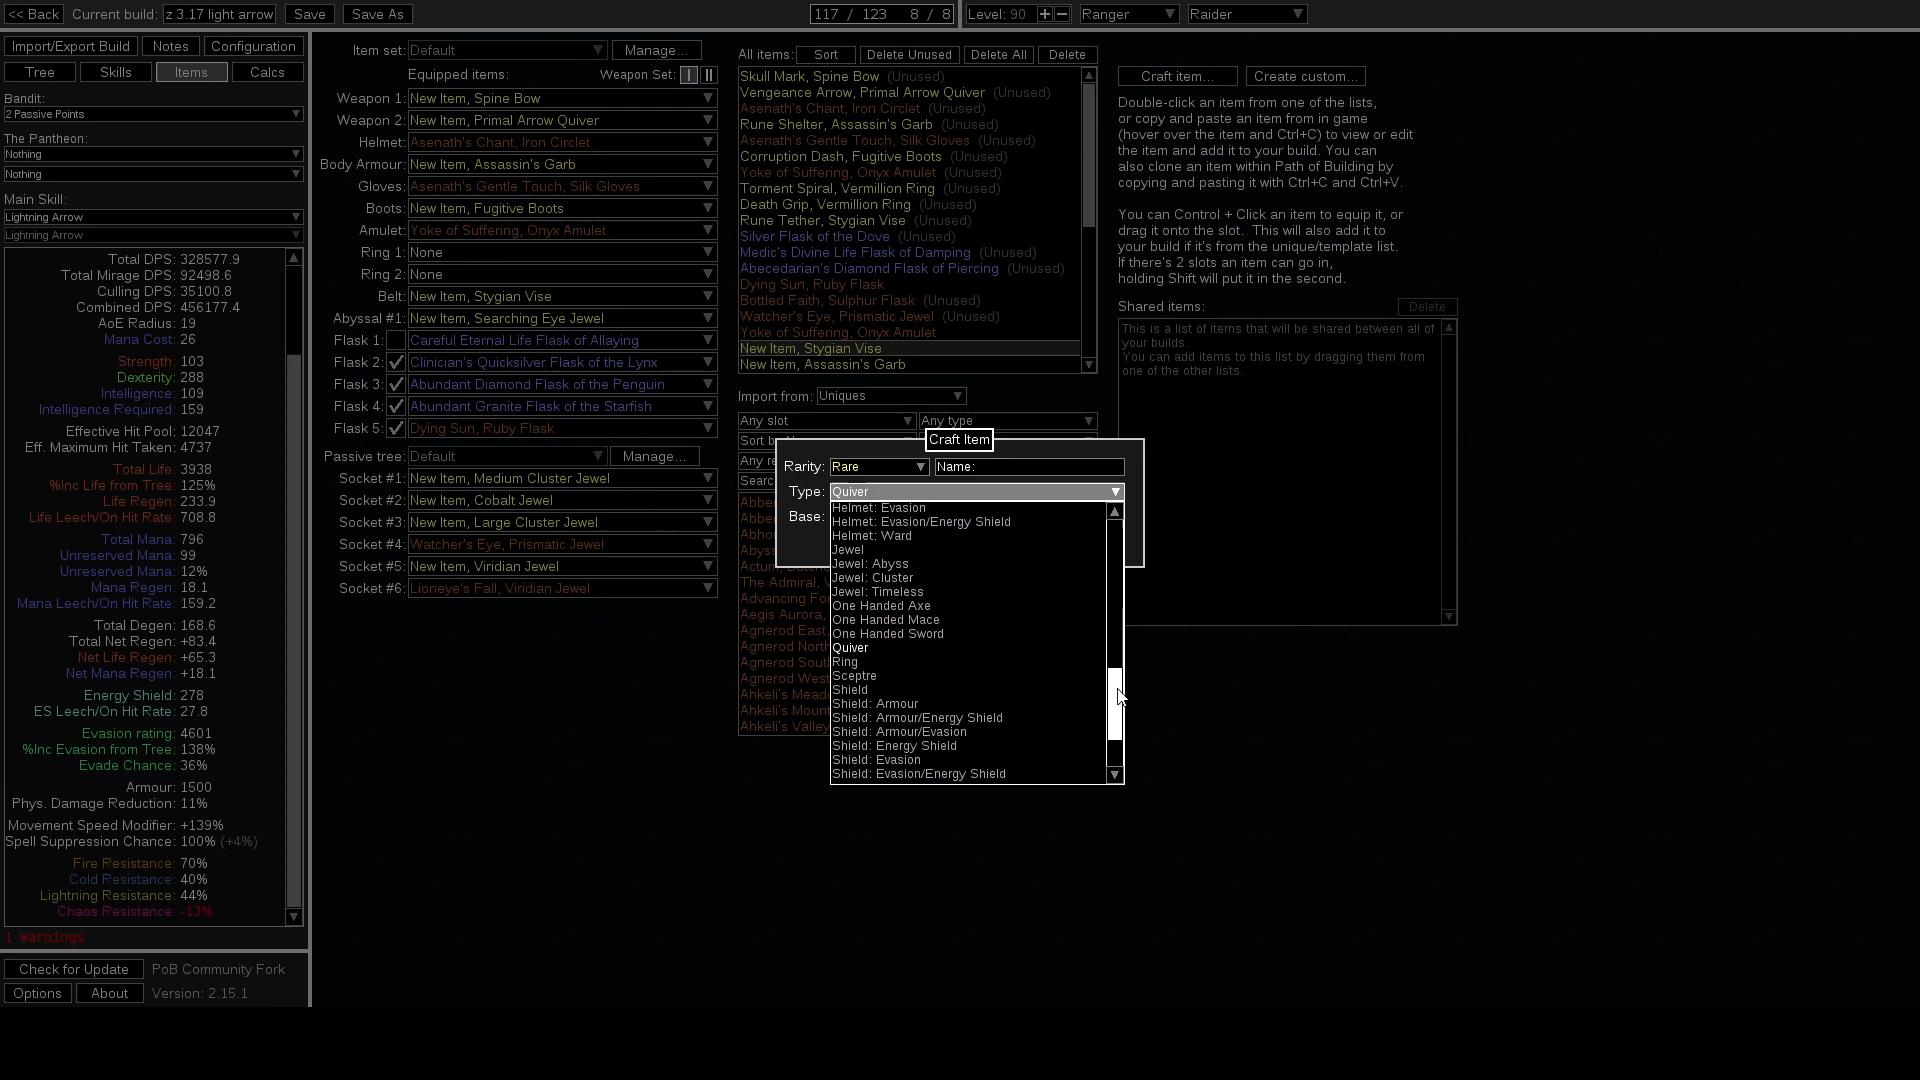 << Back Current build: z 3.17 light arrow Save Save As 117 / 123 8 / 8 Level: 90 + − Ranger Raider
Import/Export Build Notes Configuration
Tree Skills Items Calcs
Bandit:
2 Passive Points
The Pantheon:
Nothing
Nothing
Main Skill:
Lightning Arrow
Lightning Arrow
Total DPS: 328577.9
Total Mirage DPS: 92498.6
Culling DPS: 35100.8
Combined DPS: 456177.4
AoE Radius: 19
Mana Cost: 26
Strength: 103
Dexterity: 288
Intelligence: 109
Intelligence Required: 159
Effective Hit Pool: 12047
Eff. Maximum Hit Taken: 4737
Total Life: 3938
%Inc Life from Tree: 125%
Life Regen: 233.9
Life Leech/On Hit Rate: 708.8
Total Mana: 796
Unreserved Mana: 99
Unreserved Mana: 12%
Mana Regen: 18.1
Mana Leech/On Hit Rate: 159.2
Total Degen: 168.6
Total Net Regen: +83.4
Net Life Regen: +65.3
Net Mana Regen: +18.1
Energy Shield: 278
ES Leech/On Hit Rate: 27.8
Evasion rating: 4601
%Inc Evasion from Tree: 138%
Evade Chance: 36%
Armour: 1500
Phys. Damage Reduction: 11%
Movement Speed Modifier: +139%
Spell Suppression Chance: 100% (+4%)
Fire Resistance: 70%
Cold Resistance: 40%
Lightning Resistance: 44%
Chaos Resistance: -13%
1 Warnings
Check for Update PoB Community Fork
Options About Version: 2.15.1
Item set: Default Manage...
Equipped items: Weapon Set: I II
Weapon 1: New Item, Spine Bow
Weapon 2: New Item, Primal Arrow Quiver
Helmet: Asenath's Chant, Iron Circlet
Body Armour: New Item, Assassin's Garb
Gloves: Asenath's Gentle Touch, Silk Gloves
Boots: New Item, Fugitive Boots
Amulet: Yoke of Suffering, Onyx Amulet
Ring 1: None
Ring 2: None
Belt: New Item, Stygian Vise
Abyssal #1: New Item, Searching Eye Jewel
Flask 1: Careful Eternal Life Flask of Allaying
Flask 2: Clinician's Quicksilver Flask of the Lynx
Flask 3: Abundant Diamond Flask of the Penguin
Flask 4: Abundant Granite Flask of the Starfish
Flask 5: Dying Sun, Ruby Flask
Passive tree: Default Manage...
Socket #1: New Item, Medium Cluster Jewel
Socket #2: New Item, Cobalt Jewel
Socket #3: New Item, Large Cluster Jewel
Socket #4: Watcher's Eye, Prismatic Jewel
Socket #5: New Item, Viridian Jewel
Socket #6: Lioneye's Fall, Viridian Jewel
All items: Sort Delete Unused Delete All Delete
Skull Mark, Spine Bow (Unused)
Vengeance Arrow, Primal Arrow Quiver (Unused)
Asenath's Chant, Iron Circlet (Unused)
Rune Shelter, Assassin's Garb (Unused)
Asenath's Gentle Touch, Silk Gloves (Unused)
Corruption Dash, Fugitive Boots (Unused)
Yoke of Suffering, Onyx Amulet (Unused)
Torment Spiral, Vermillion Ring (Unused)
Death Grip, Vermillion Ring (Unused)
Rune Tether, Stygian Vise (Unused)
Silver Flask of the Dove (Unused)
Medic's Divine Life Flask of Damping (Unused)
Abecedarian's Diamond Flask of Piercing (Unused)
Dying Sun, Ruby Flask
Bottled Faith, Sulphur Flask (Unused)
Watcher's Eye, Prismatic Jewel (Unused)
Yoke of Suffering, Onyx Amulet
New Item, Stygian Vise
New Item, Assassin's Garb
Import from: Uniques
Any slot Any type
Sort b
Any re
Searc
Abber
Abber
Abho
Abyss
Actum,
The Admiral,
Advancing Fo
Aegis Aurora,
Agnerod East,
Agnerod Nort
Agnerod Sout
Agnerod West
Ahkeli's Mead
Ahkeli's Moun
Ahkeli's Valley
Craft Item
Rarity: Rare Name:
Type: Quiver
Base:
Helmet: Evasion
Helmet: Evasion/Energy Shield
Helmet: Ward
Jewel
Jewel: Abyss
Jewel: Cluster
Jewel: Timeless
One Handed Axe
One Handed Mace
One Handed Sword
Quiver
Ring
Sceptre
Shield
Shield: Armour
Shield: Armour/Energy Shield
Shield: Armour/Evasion
Shield: Energy Shield
Shield: Evasion
Shield: Evasion/Energy Shield
Craft item... Create custom...
Double-click an item from one of the lists,
or copy and paste an item from in game
(hover over the item and Ctrl+C) to view or edit
the item and add it to your build. You can
also clone an item within Path of Building by
copying and pasting it with Ctrl+C and Ctrl+V.
You can Control + Click an item to equip it, or
drag it onto the slot. This will also add it to
your build if it's from the unique/template list.
If there's 2 slots an item can go in,
holding Shift will put it in the second.
Shared items: Delete
This is a list of items that will be shared between all of
your builds.
You can add items to this list by dragging them from
one of the other lists.